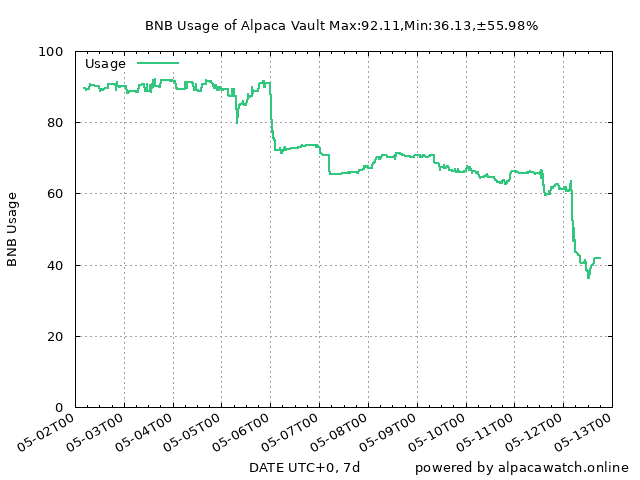 BNB Usage of Alpaca Vault Max:92.11,Min:36.13,±55.98%
Usage
100
80
60
40
20
0
BNB Usage
05-02T00
05-03T00
05-04T00
05-05T00
05-06T00
05-07T00
05-08T00
05-09T00
05-10T00
05-11T00
05-12T00
05-13T00
DATE UTC+0, 7d
powered by alpacawatch.online